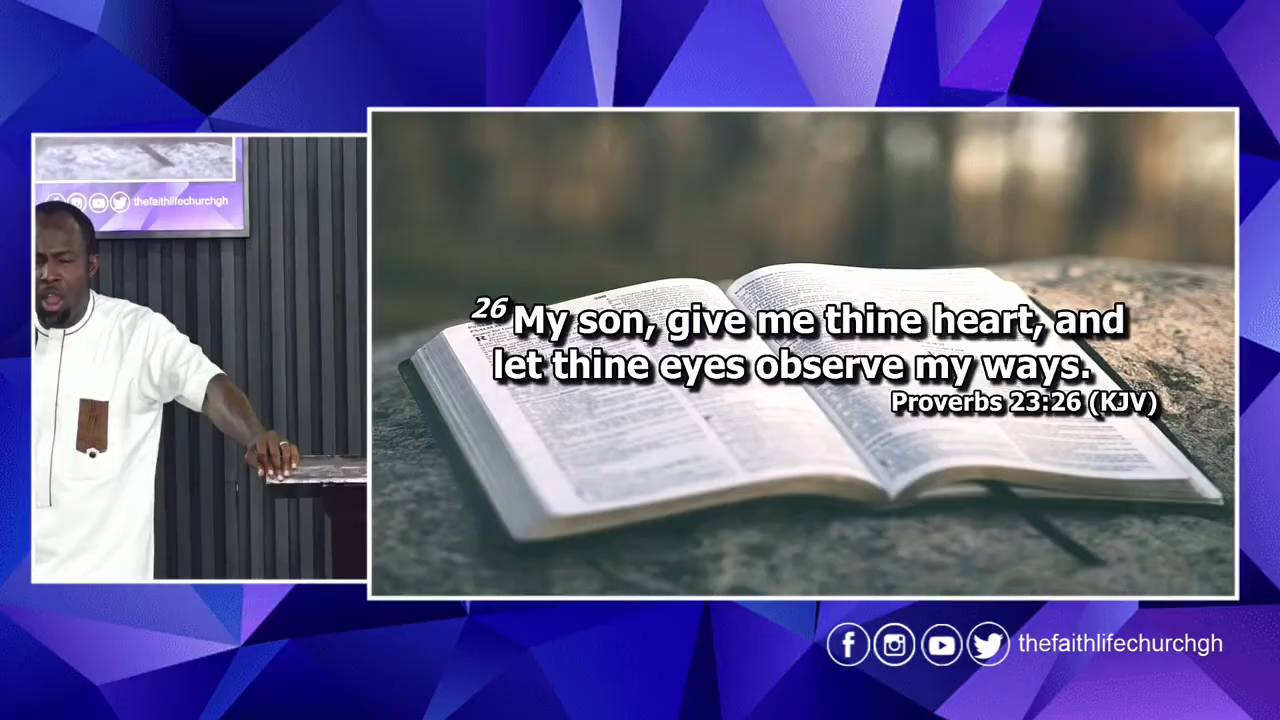 thefaithlifechurchgh
26 My son, give me thine heart, and
let thine eyes observe my ways.
Proverbs 23:26 (KJV)
thefaithlifechurchgh